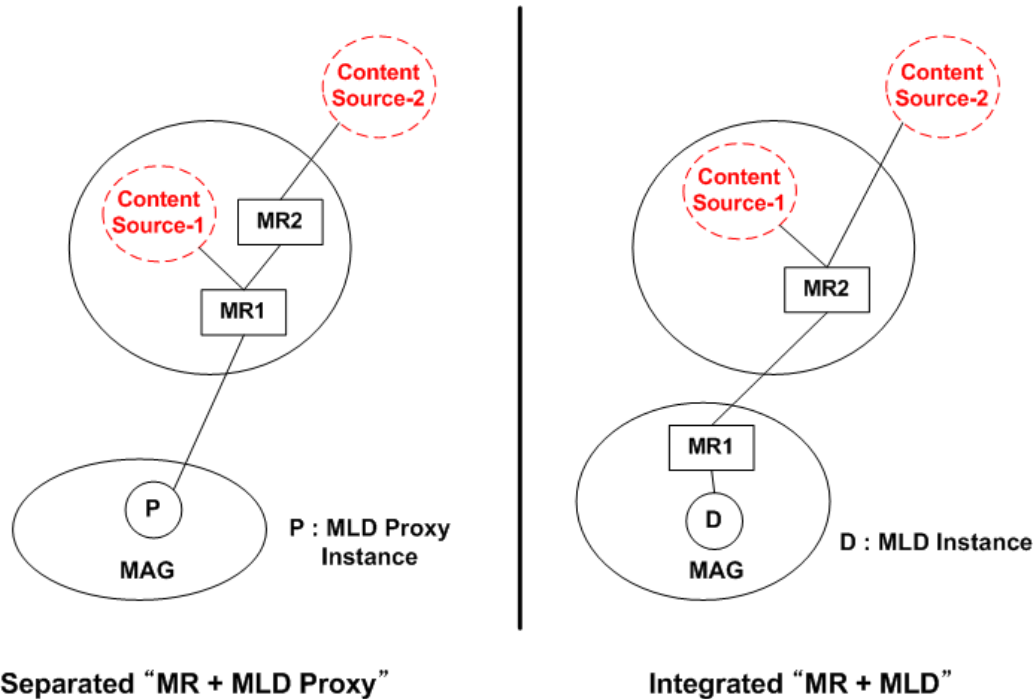 Content
Source-2
Content
Source-1
MR2
MR1
P
MAG
P : MLD Proxy
Instance
Separated “MR + MLD Proxy”
Content
Source-2
Content
Source-1
MR2
MR1
D
MAG
D : MLD Instance
Integrated “MR + MLD”